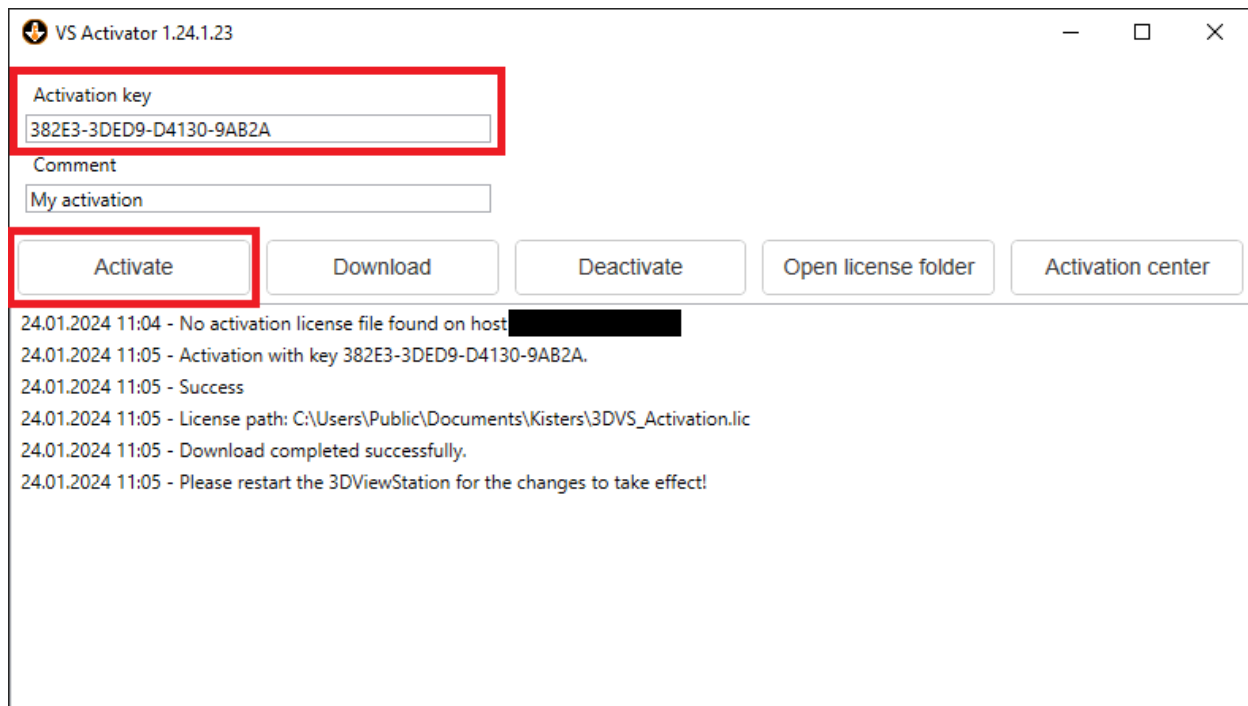 VS Activator 1.24.1.23
Activation key
382E3-3DED9-D4130-9AB2A
Comment
My activation
Activate Download Deactivate Open license folder Activation center
24.01.2024 11:04 - No activation license file found on host
24.01.2024 11:05 - Activation with key 382E3-3DED9-D4130-9AB2A.
24.01.2024 11:05 - Success
24.01.2024 11:05 - License path: C:\Users\Public\Documents\Kisters\3DVS_Activation.lic
24.01.2024 11:05 - Download completed successfully.
24.01.2024 11:05 - Please restart the 3DViewStation for the changes to take effect!